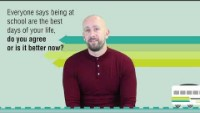 Everyone says being at
school are the best
days of your life,
do you agree
or is it better now?